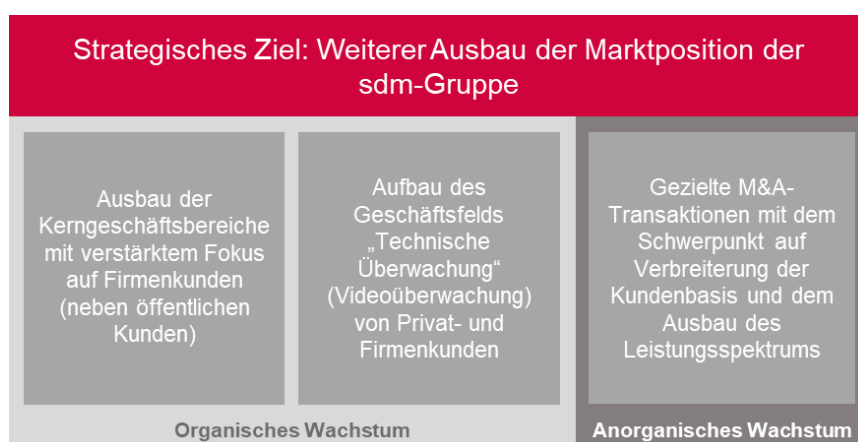 Strategisches Ziel: Weiterer Ausbau der Marktposition der
sdm-Gruppe
Ausbau der
Kerngeschäftsbereiche
mit verstärktem Fokus
auf Firmenkunden
(neben öffentlichen
Kunden)
Aufbau des
Geschäftsfelds
„Technische
Überwachung“
(Videoüberwachung)
von Privat- und
Firmenkunden
Gezielte M&A-
Transaktionen mit dem
Schwerpunkt auf
Verbreiterung der
Kundenbasis und dem
Ausbau des
Leistungsspektrums
Organisches Wachstum
Anorganisches Wachstum